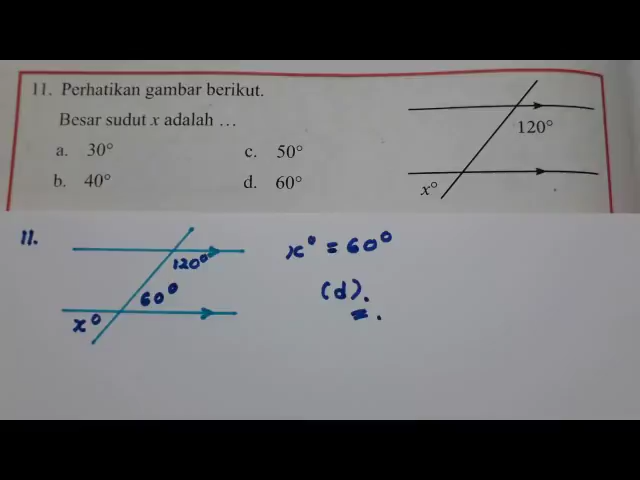 11. Perhatikan gambar berikut.
Besar sudut x adalah …
a. 30°
c. 50°
b. 40°
d. 60°
120°
x°
11.
120°
60°
x°
x° = 60°
(d).